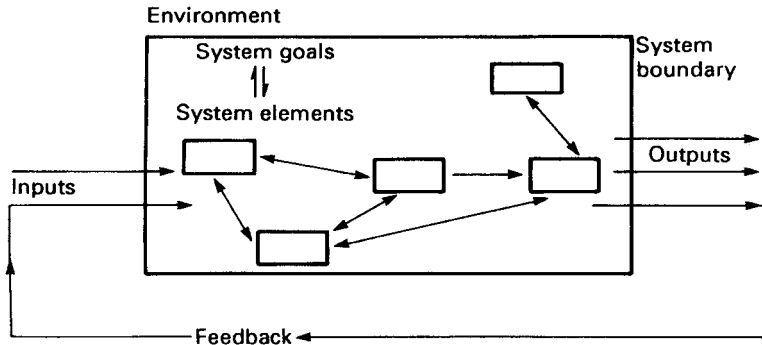 Environment
System goals
System elements
System
boundary
Inputs
Outputs
Feedback